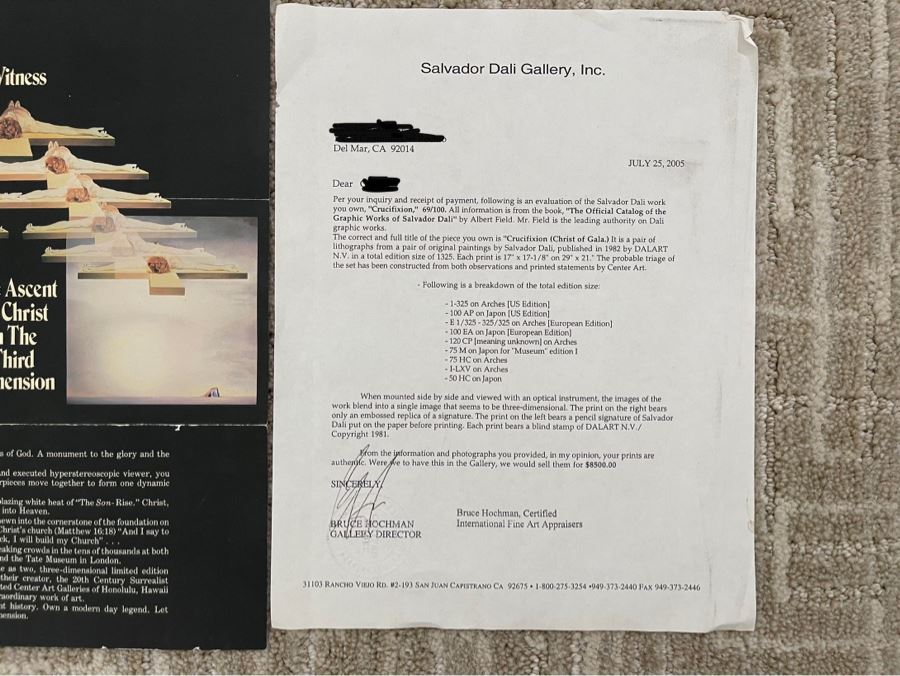 Witness
Ascent
Christ
The
Third
Dimension
s of God. A monument to the glory and the
nd executed hyperstereoscopic viewer, you
pieces move together to form one dynamic
lazing white heat of "The Son-Rise." Christ,
into Heaven.
ewn into the cornerstone of the foundation on
Christ's church (Matthew 16:18) "And I say to
ck, I will build my Church" . . .
aking crowds in the tens of thousands at both
nd the Tate Museum in London.
e as two, three-dimensional limited edition
their creator, the 20th Century Surrealist
ted Center Art Galleries of Honolulu, Hawaii
raordinary work of art.
t history. Own a modern day legend. Let
ension.
Salvador Dali Gallery, Inc.
Del Mar, CA 92014
JULY 25, 2005
Dear
Per your inquiry and receipt of payment, following is an evaluation of the Salvador Dali work
you own, "Crucifixion," 69/100. All information is from the book, "The Official Catalog of the
Graphic Works of Salvador Dali" by Albert Field. Mr. Field is the leading authority on Dali
graphic works.
The correct and full title of the piece you own is "Crucifixion (Christ of Gala.) It is a pair of
lithographs from a pair of original paintings by Salvador Dali, published in 1982 by DALART
N.V. in a total edition size of 1325. Each print is 17" x 17-1/8" on 29" x 21." The probable triage of
the set has been constructed from both observations and printed statements by Center Art.
- Following is a breakdown of the total edition size:
- 1-325 on Arches [US Edition]
- 100 AP on Japon [US Edition]
- E 1/325 - 325/325 on Arches [European Edition]
- 100 EA on Japon [European Edition]
- 120 CP [meaning unknown] on Arches
- 75 M on Japon for "Museum" edition I
- 75 HC on Arches
- I-LXV on Arches
- 50 HC on Japon
When mounted side by side and viewed with an optical instrument, the images of the
work blend into a single image that seems to be three-dimensional. The print on the right bears
only an embossed replica of a signature. The print on the left bears a pencil signature of Salvador
Dali put on the paper before printing. Each print bears a blind stamp of DALART N.V./
Copyright 1981.
From the information and photographs you provided, in my opinion, your prints are
authentic. Were we to have this in the Gallery, we would sell them for $8500.00
SINCERELY,
BRUCE HOCHMAN
GALLERY DIRECTOR
Bruce Hochman, Certified
International Fine Art Appraisers
31103 RANCHO VIEJO RD. #2-193 SAN JUAN CAPISTRANO CA 92675 • 1-800-275-3254 •949-373-2440 FAX 949-373-2446